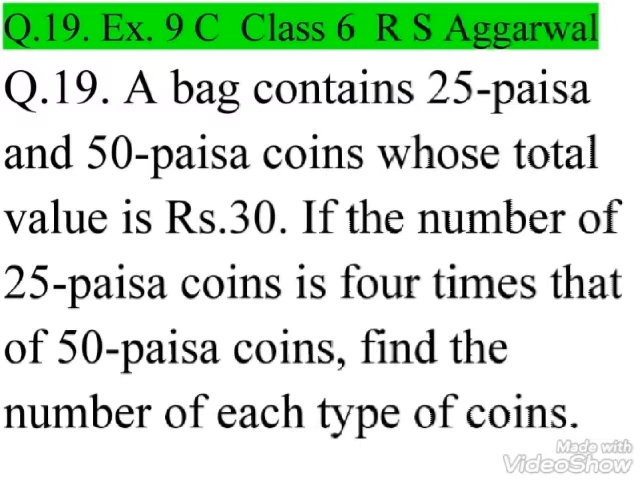 Q.19. Ex. 9 C Class 6 R S Aggarwal
Q.19. A bag contains 25-paisa
and 50-paisa coins whose total
value is Rs.30. If the number of
25-paisa coins is four times that
of 50-paisa coins, find the
number of each type of coins.
Made with
VideoShow